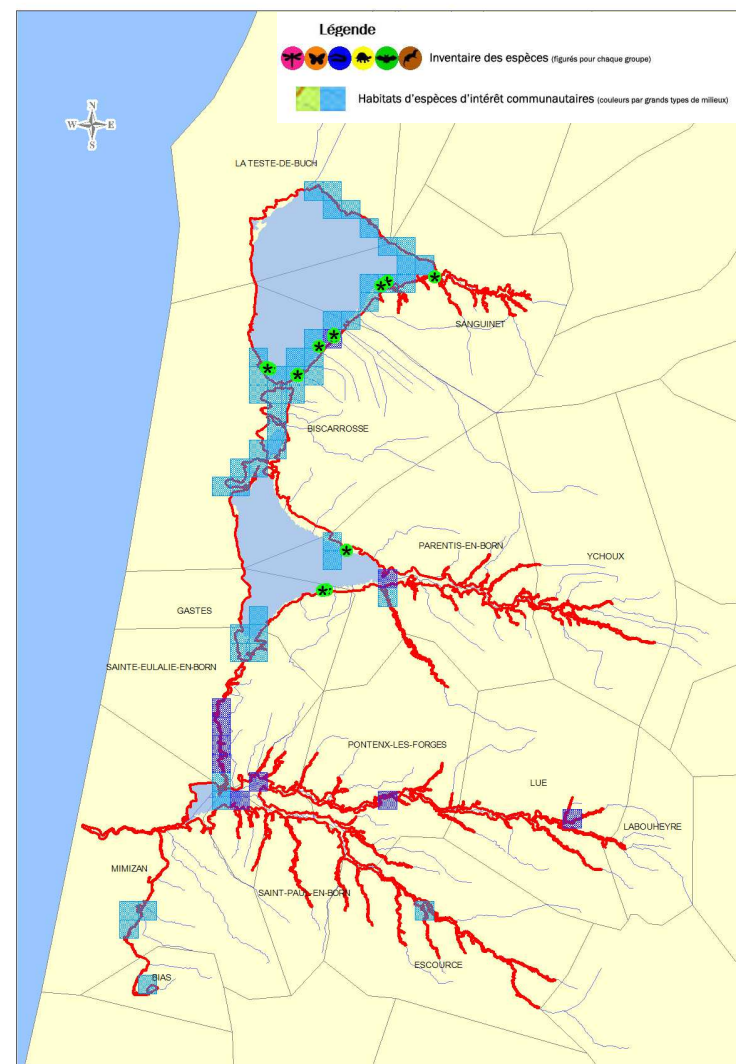 Légende
Inventaire des espèces (figurés pour chaque groupe)
Habitats d'espèces d'intérêt communautaires (couleurs par grands types de milieux)
N
W E
S
LA TESTE-DE-BUCH
SANGUINET
BISCARROSSE
PARENTIS-EN-BORN
YCHOUX
GASTES
SAINTE-EULALIE-EN-BORN
PONTENX-LES-FORGES
LUE
LABOUHEYRE
MIMIZAN
SAINT-PAUL-EN-BORN
ESCOURCE
BIAS